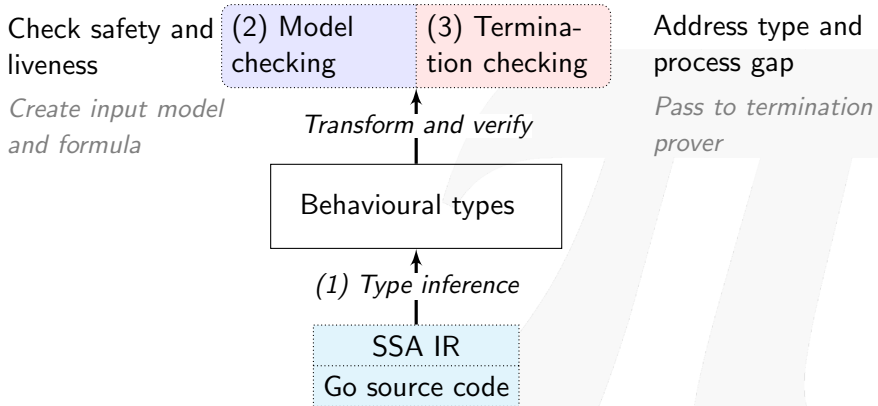 Check safety and
liveness
Create input model
and formula
(2) Model
checking
(3) Termina-
tion checking
Address type and
process gap
Pass to termination
prover
Transform and verify
Behavioural types
(1) Type inference
SSA IR
Go source code